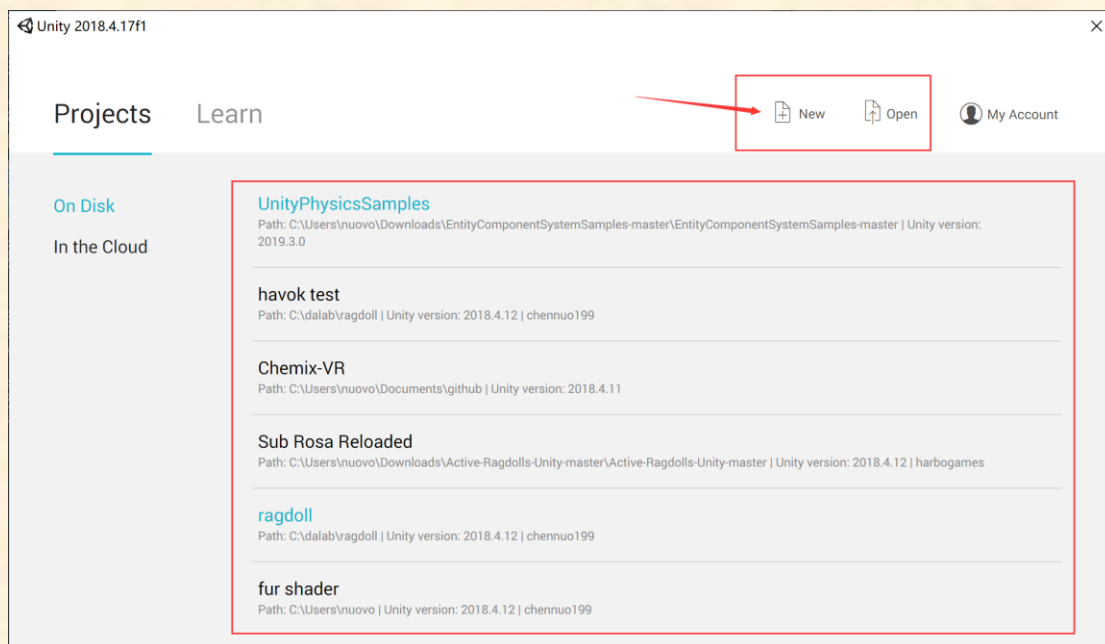 Unity 2018.4.17f1
Projects
Learn
New
Open
My Account
On Disk
In the Cloud
UnityPhysicsSamples
Path: C:\Users\nuovo\Downloads\EntityComponentSystemSamples-master\EntityComponentSystemSamples-master | Unity version:
2019.3.0
havok test
Path: C:\dalab\ragdoll | Unity version: 2018.4.12 | chennuo199
Chemix-VR
Path: C:\Users\nuovo\Documents\github | Unity version: 2018.4.11
Sub Rosa Reloaded
Path: C:\Users\nuovo\Downloads\Active-Ragdolls-Unity-master\Active-Ragdolls-Unity-master | Unity version: 2018.4.12 | harbogames
ragdoll
Path: C:\dalab\ragdoll | Unity version: 2018.4.12 | chennuo199
fur shader
Path: C:\Users\nuovo | Unity version: 2018.4.12 | chennuo199